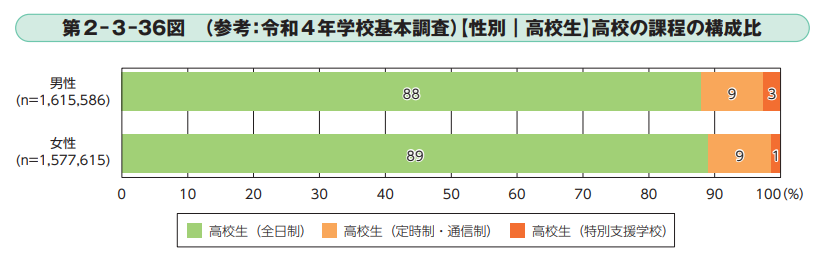 第２-３-36図　（参考：令和４年学校基本調査）【性別｜高校生】高校の課程の構成比
男性
(n=1,615,586)
88
9
3
女性
(n=1,577,615)
89
9
1
0 10 20 30 40 50 60 70 80 90 100(%)
高校生（全日制） 高校生（定時制・通信制） 高校生（特別支援学校）